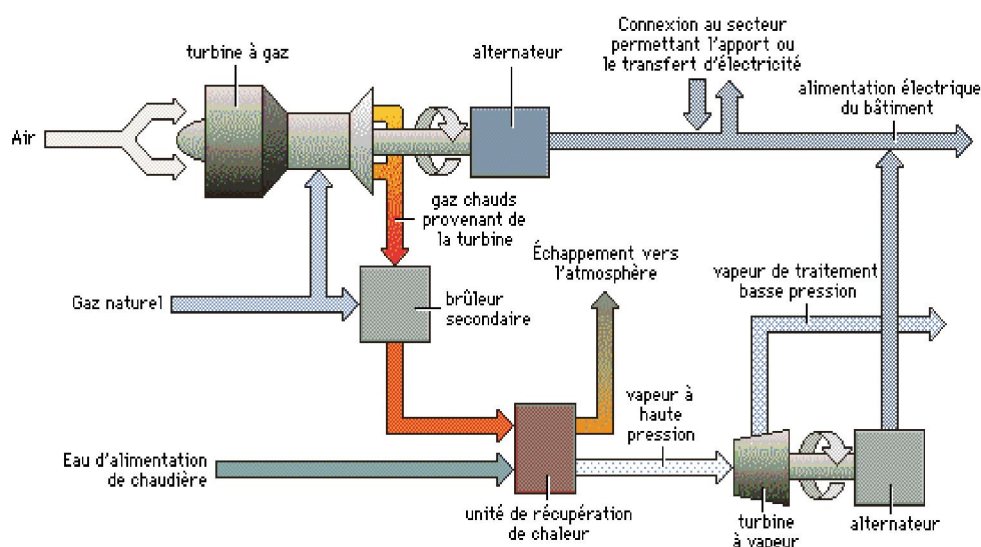 Connexion au secteur
permettant l'apport ou
le transfert d'électricité
turbine à gaz
alternateur
alimentation électrique
du bâtiment
Air
gaz chauds
provenant de
la turbine
Échappement vers
l'atmosphère
vapeur de traitement
basse pression
Gaz naturel
brûleur
secondaire
vapeur à
haute
pression
Eau d'alimentation
de chaudière
unité de récupération
de chaleur
turbine
à vapeur
alternateur